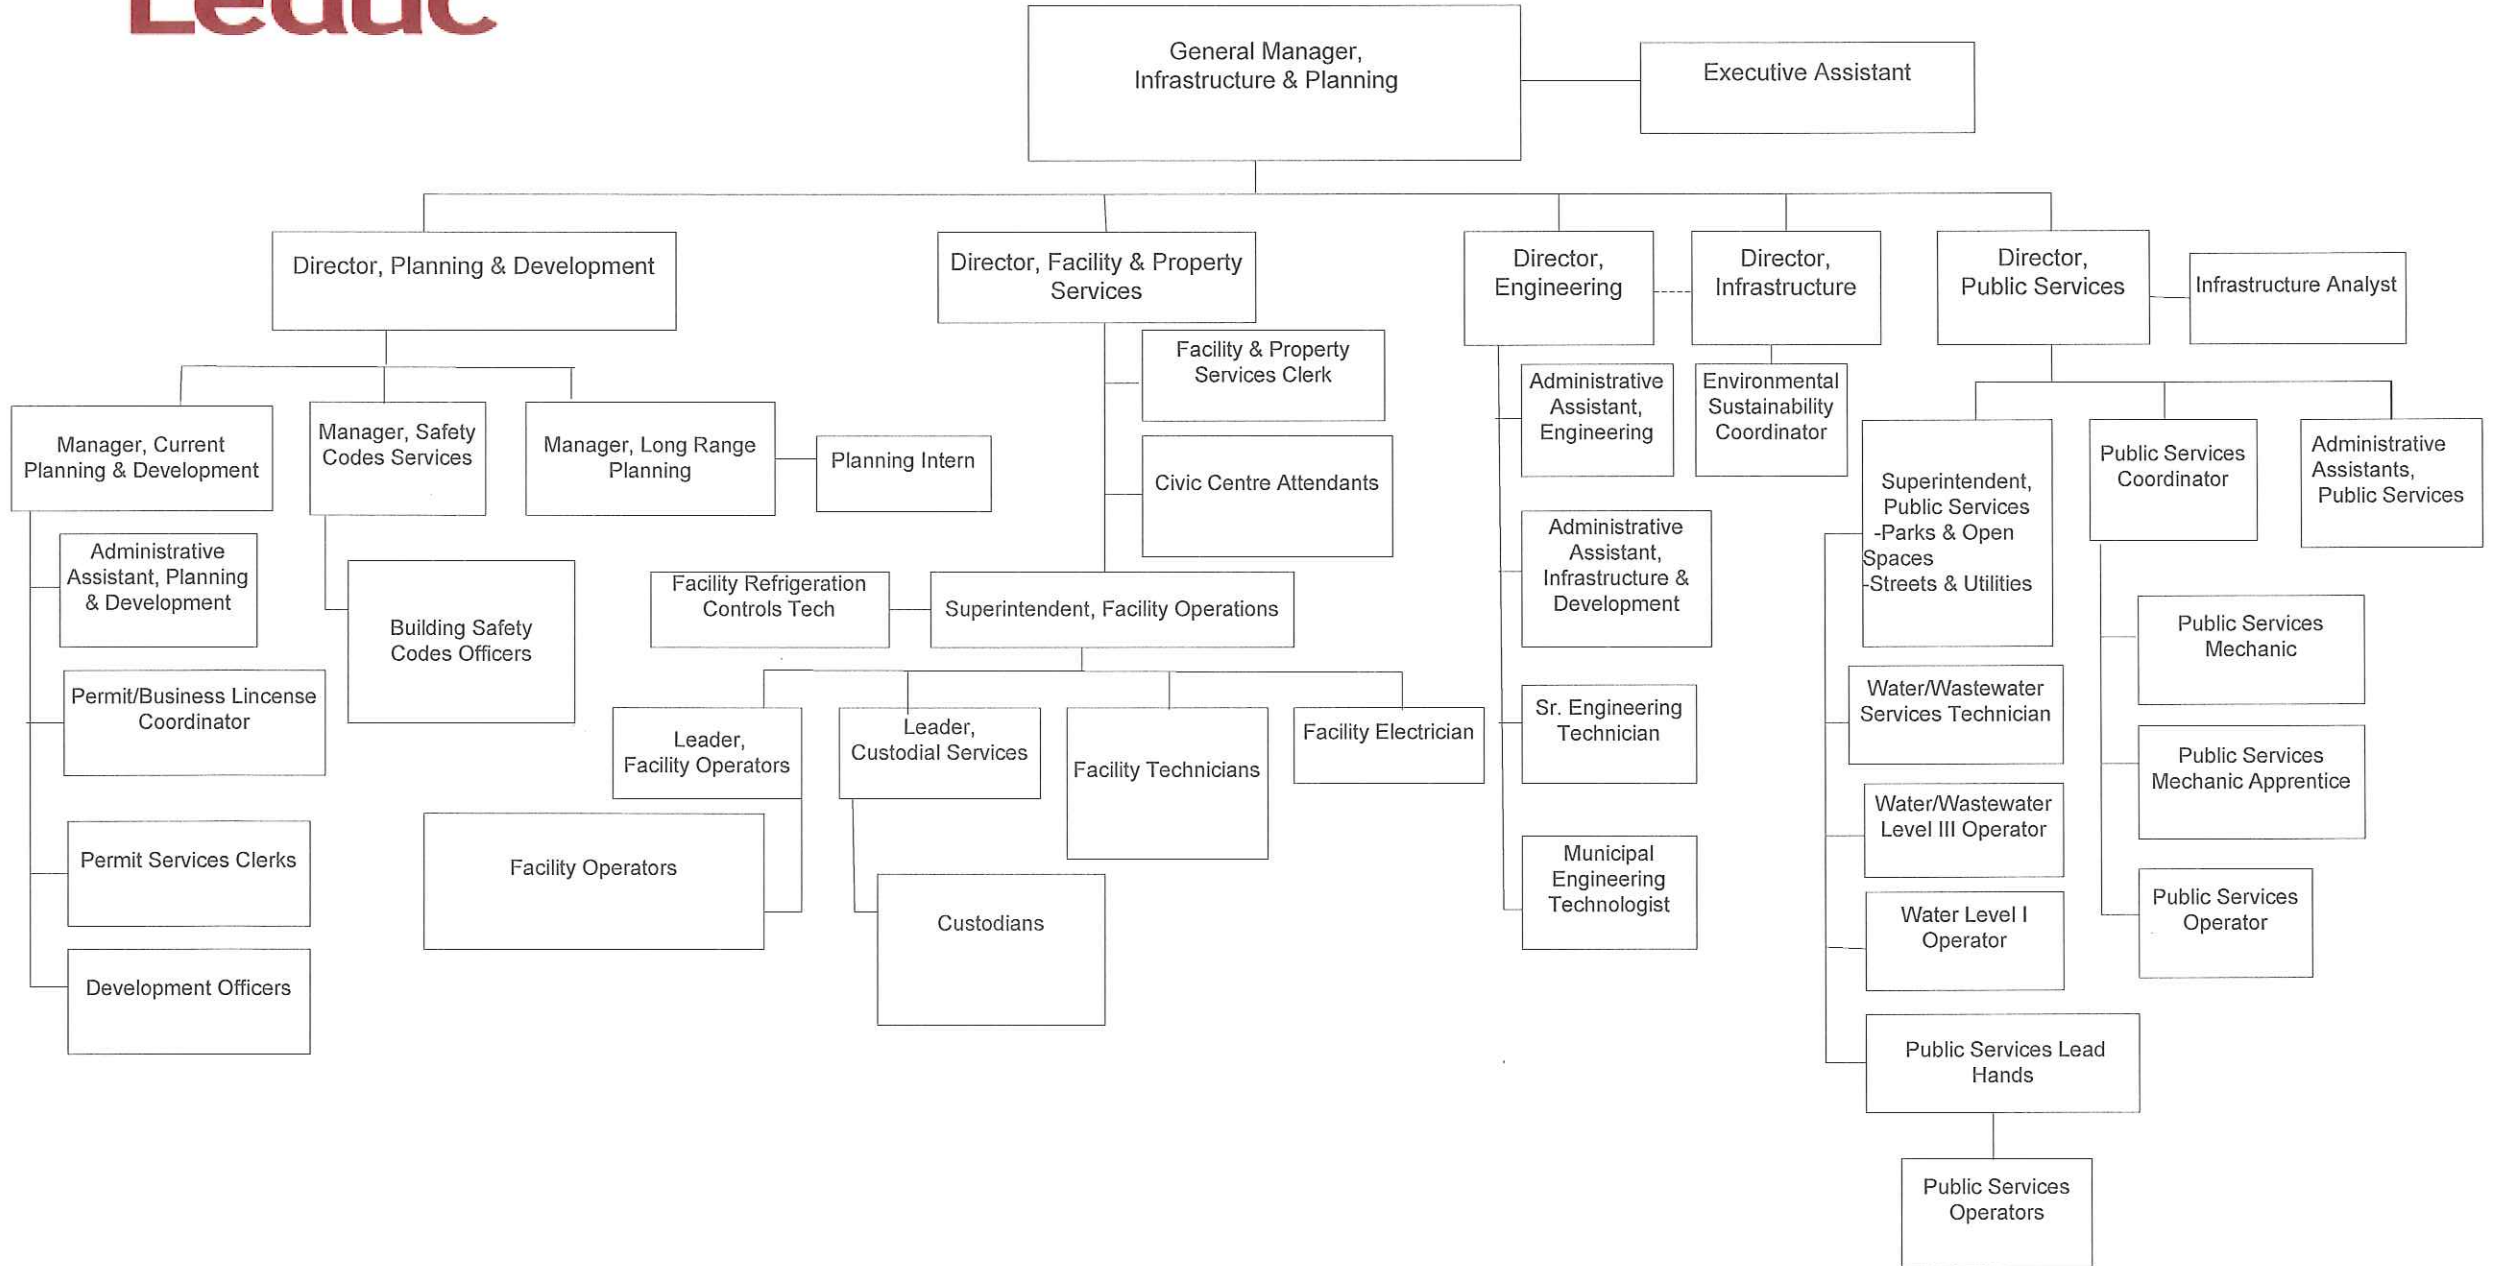 Leduc
General Manager,
Infrastructure & Planning
Executive Assistant
Director, Planning & Development
Director, Facility & Property
Services
Director,
Engineering
Director,
Infrastructure
Director,
Public Services
Infrastructure Analyst
Manager, Current
Planning & Development
Manager, Safety
Codes Services
Manager, Long Range
Planning
Planning Intern
Facility & Property
Services Clerk
Civic Centre Attendants
Administrative
Assistant,
Engineering
Environmental
Sustainability
Coordinator
Superintendent,
Public Services
-Parks & Open
Spaces
-Streets & Utilities
Public Services
Coordinator
Administrative
Assistants,
Public Services
Administrative
Assistant, Planning
& Development
Building Safety
Codes Officers
Facility Refrigeration
Controls Tech
Superintendent, Facility Operations
Administrative
Assistant,
Infrastructure &
Development
Public Services
Mechanic
Permit/Business Lincense
Coordinator
Leader,
Facility Operators
Leader,
Custodial Services
Facility Technicians
Facility Electrician
Sr. Engineering
Technician
Water/Wastewater
Services Technician
Public Services
Mechanic Apprentice
Permit Services Clerks
Facility Operators
Custodians
Municipal
Engineering
Technologist
Water/Wastewater
Level III Operator
Water Level I
Operator
Public Services
Operator
Development Officers
Public Services Lead
Hands
Public Services
Operators